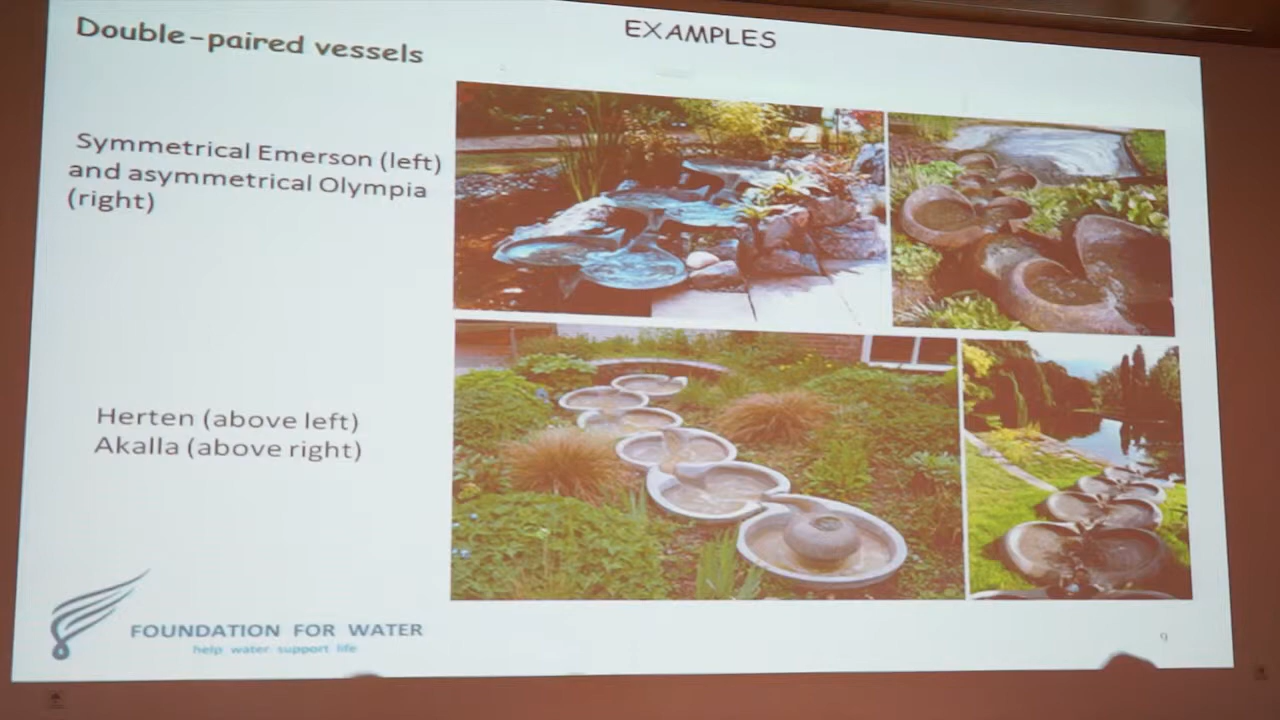 Double-paired vessels
EXAMPLES
Symmetrical Emerson (left)
and asymmetrical Olympia
(right)
Herten (above left)
Akalla (above right)
FOUNDATION FOR WATER
help water support life
9